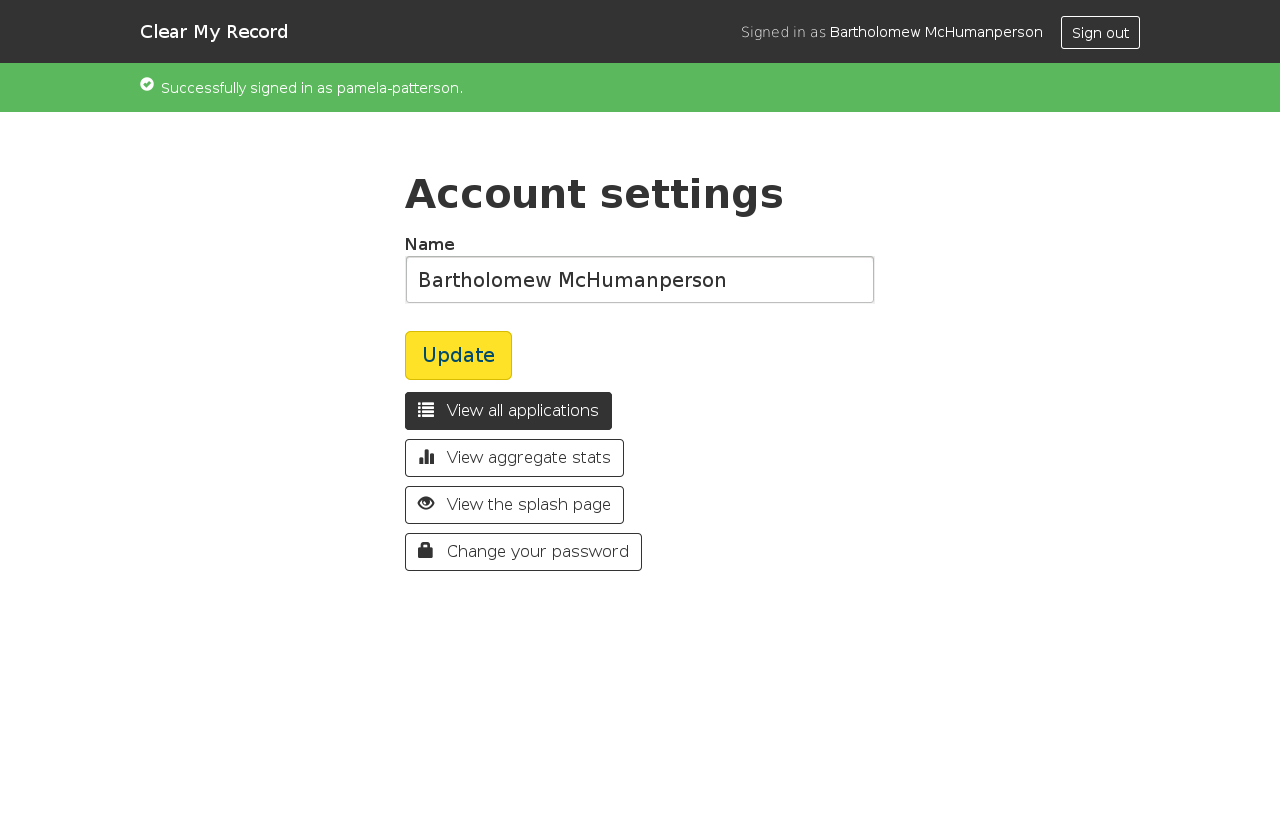 Clear My Record
Signed in as Bartholomew McHumanperson
Sign out
Successfully signed in as pamela-patterson.
Account settings
Name
Bartholomew McHumanperson
Update
View all applications
View aggregate stats
View the splash page
Change your password